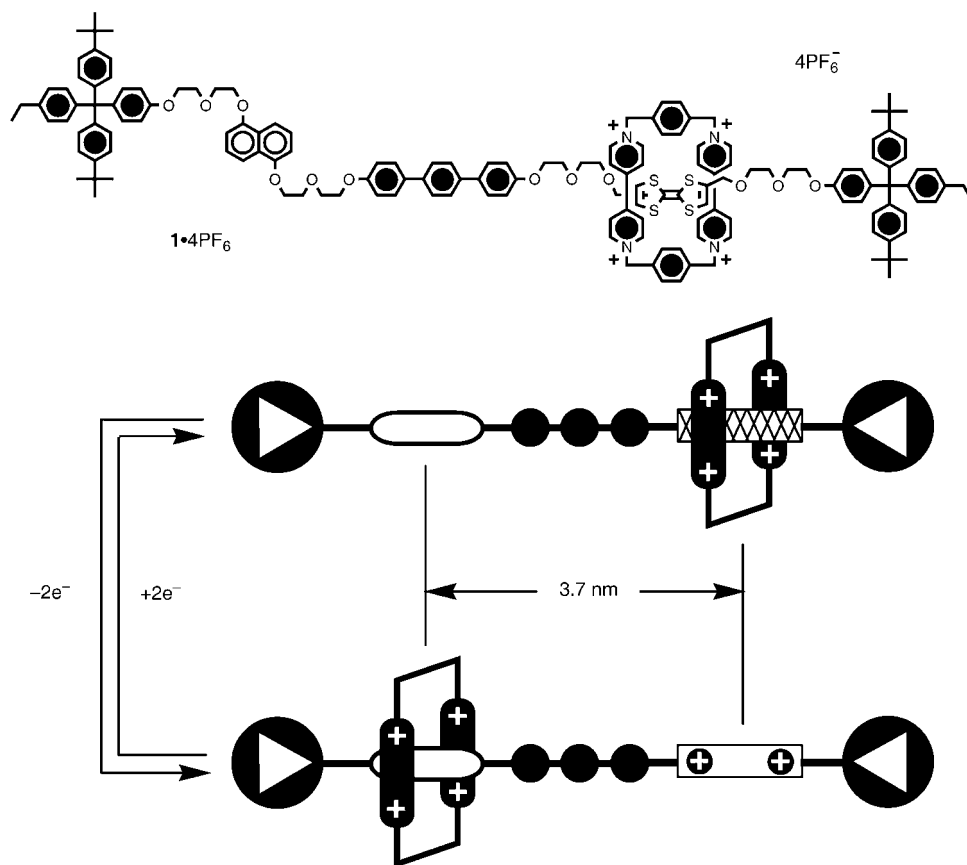 4PF₆⁻
O O O
O O O O O O O
N⁺ N⁺
S S
S S
O O O
N⁺ N⁺
1•4PF₆
+ +
+ +
−2e⁻ +2e⁻
3.7 nm
+ +
+ +
+ +